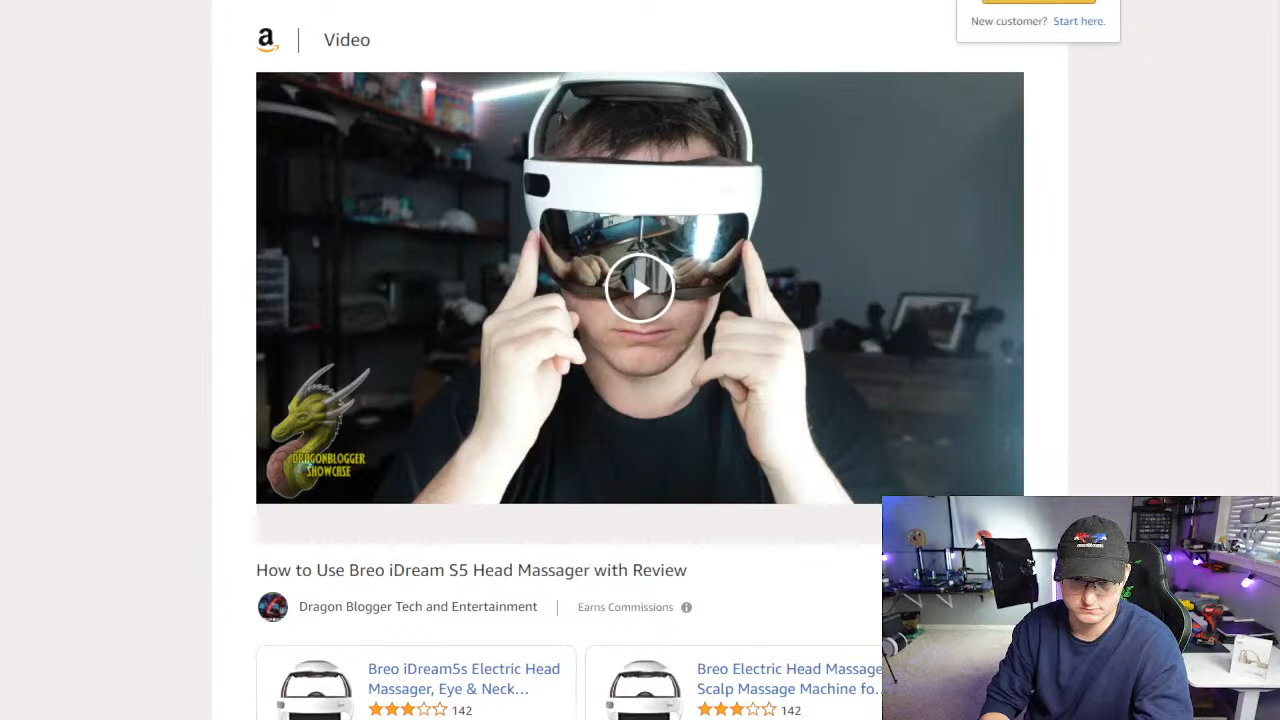 New customer? Start here.
a
Video
DRAGONBLOGGER
SHOWCASE
How to Use Breo iDream S5 Head Massager with Review
Dragon Blogger Tech and Entertainment
Earns Commissions
Breo iDream5s Electric Head
Massager, Eye & Neck...
142
Breo Electric Head Massage
Scalp Massage Machine fo...
142